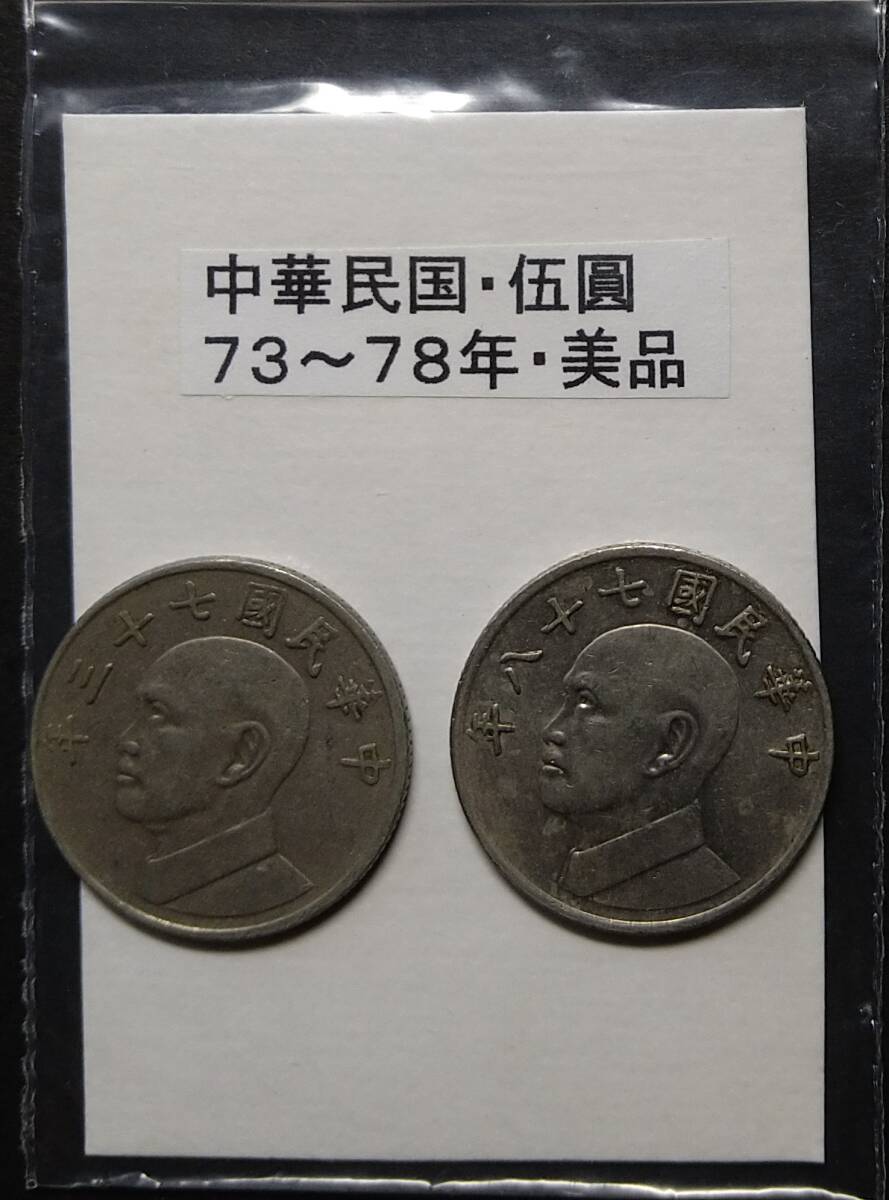 中華民国・伍圓
73～78年・美品
中華民國七十三年
中華民國七十八年